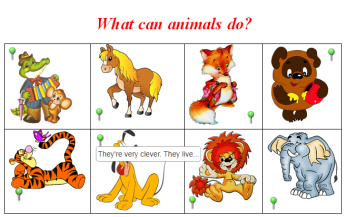 What can animals do?
They're very clever. They live...